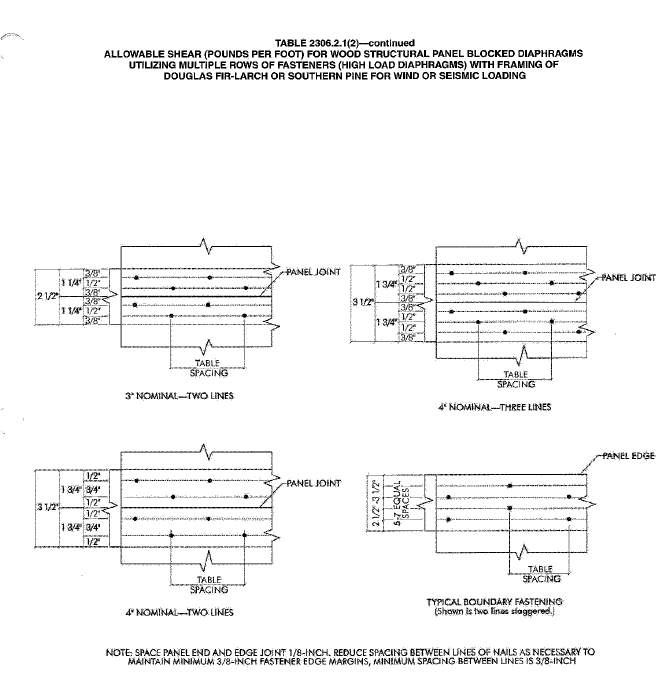 TABLE 2306.2.1(2)—continued
ALLOWABLE SHEAR (POUNDS PER FOOT) FOR WOOD STRUCTURAL PANEL BLOCKED DIAPHRAGMS
UTILIZING MULTIPLE ROWS OF FASTENERS (HIGH LOAD DIAPHRAGMS) WITH FRAMING OF
DOUGLAS FIR-LARCH OR SOUTHERN PINE FOR WIND OR SEISMIC LOADING
2 1/2"
1 1/4"
1 1/4"
3/8"
1/2"
3/8"
3/8"
1/2"
3/8"
PANEL JOINT
TABLE
SPACING
3" NOMINAL—TWO LINES
3 1/2"
1 3/4"
1 3/4"
3/8"
1/2"
1/2"
3/8"
3/8"
1/2"
1/2"
3/8"
PANEL JOINT
TABLE
SPACING
4" NOMINAL—THREE LINES
3 1/2"
1 3/4"
1 3/4"
1/2"
3/4"
1/2"
1/2"
3/4"
1/2"
PANEL JOINT
TABLE
SPACING
4" NOMINAL—TWO LINES
2 1/2"-3 1/2"
5-7 EQUAL
SPACES
PANEL EDGE
TABLE
SPACING
TYPICAL BOUNDARY FASTENING
(Shown is two lines staggered.)
NOTE: SPACE PANEL END AND EDGE JOINT 1/8-INCH. REDUCE SPACING BETWEEN LINES OF NAILS AS NECESSARY TO
MAINTAIN MINIMUM 3/8-INCH FASTENER EDGE MARGINS, MINIMUM SPACING BETWEEN LINES IS 3/8-INCH